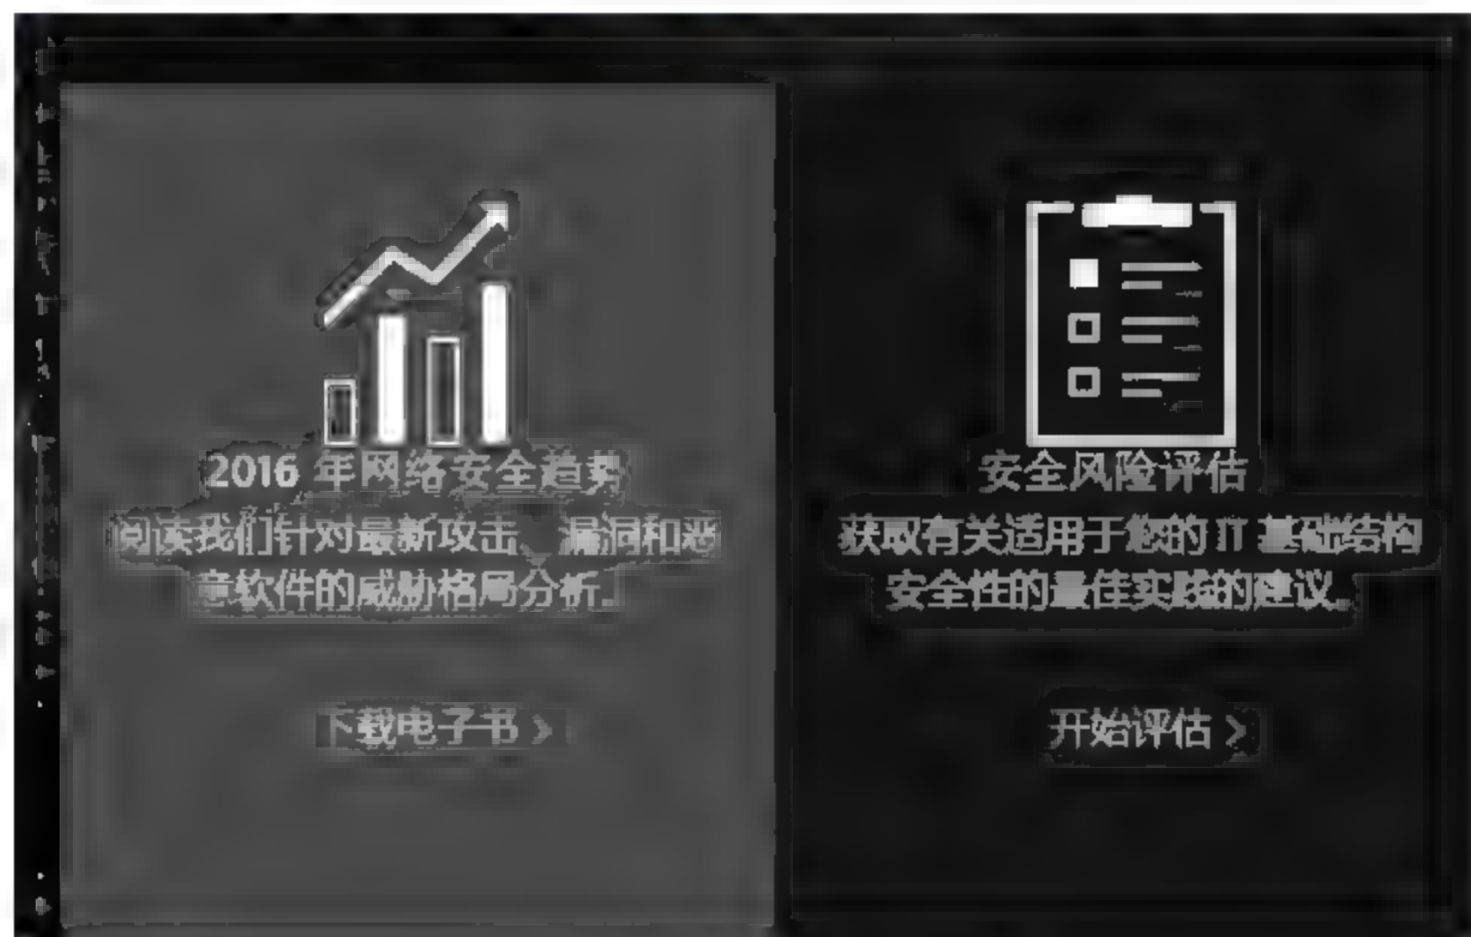 2016 年网络安全趋势
阅读我们针对最新攻击、漏洞和恶
意软件的威胁格局分析。
下载电子书 >
安全风险评估
获取有关适用于您的 IT 基础结构
安全性的最佳实践的建议。
开始评估 >